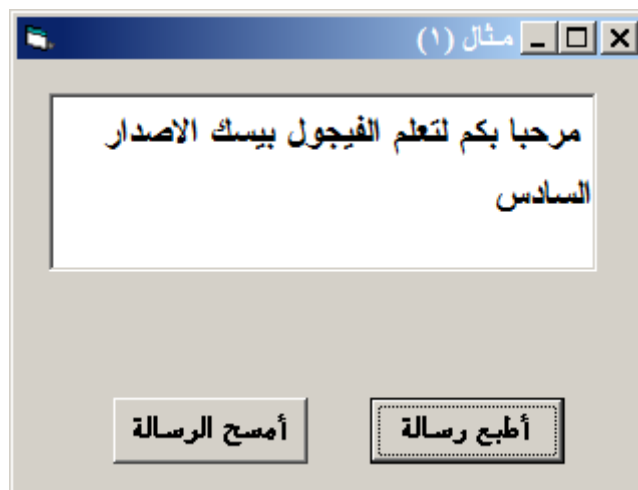 مثال (١)
مرحبا بكم لتعلم الفيجول بيسك الاصدار
السادس
أطبع رسالة
أمسح الرسالة